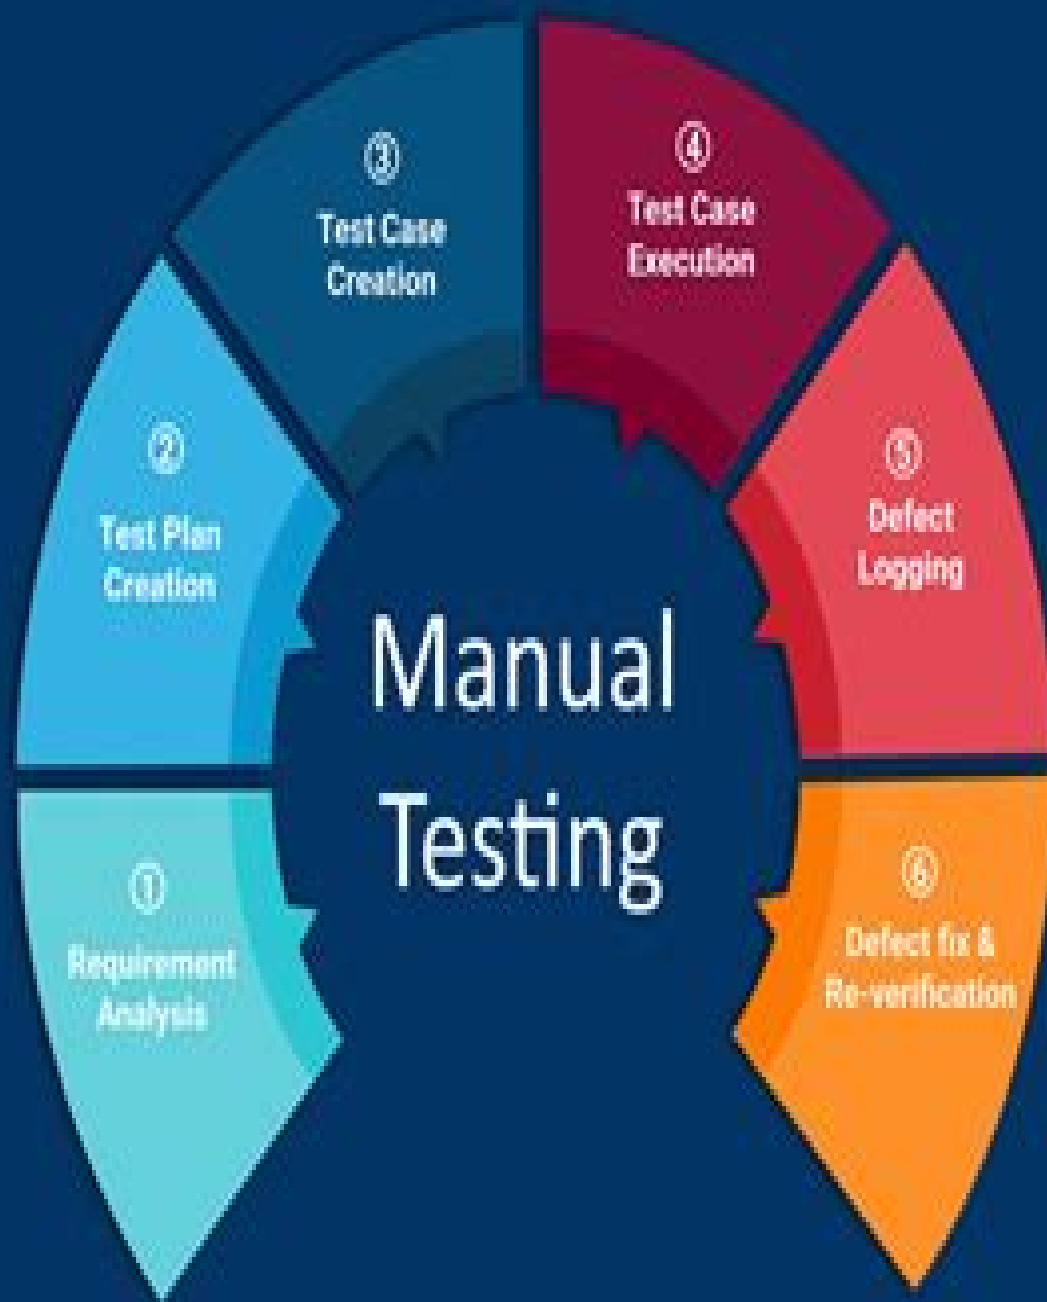 ①
Requirement
Analysis
②
Test Plan
Creation
③
Test Case
Creation
④
Test Case
Execution
⑤
Defect
Logging
⑥
Defect fix &
Re-verification
Manual
Testing